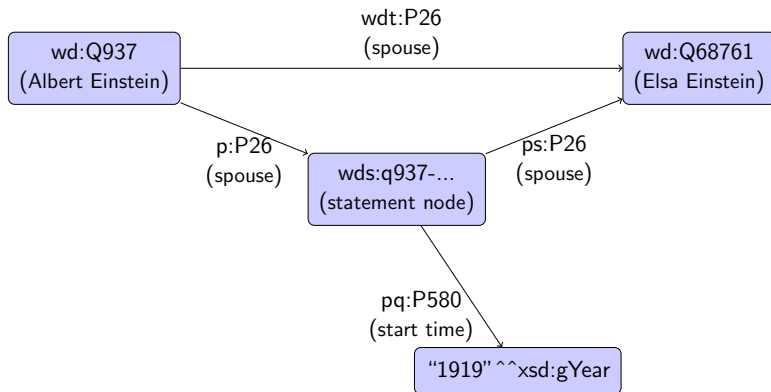 wdt:P26
(spouse)
wd:Q937
(Albert Einstein)
wd:Q68761
(Elsa Einstein)
p:P26
(spouse)
ps:P26
(spouse)
wds:q937-...
(statement node)
pq:P580
(start time)
“1919”^^xsd:gYear